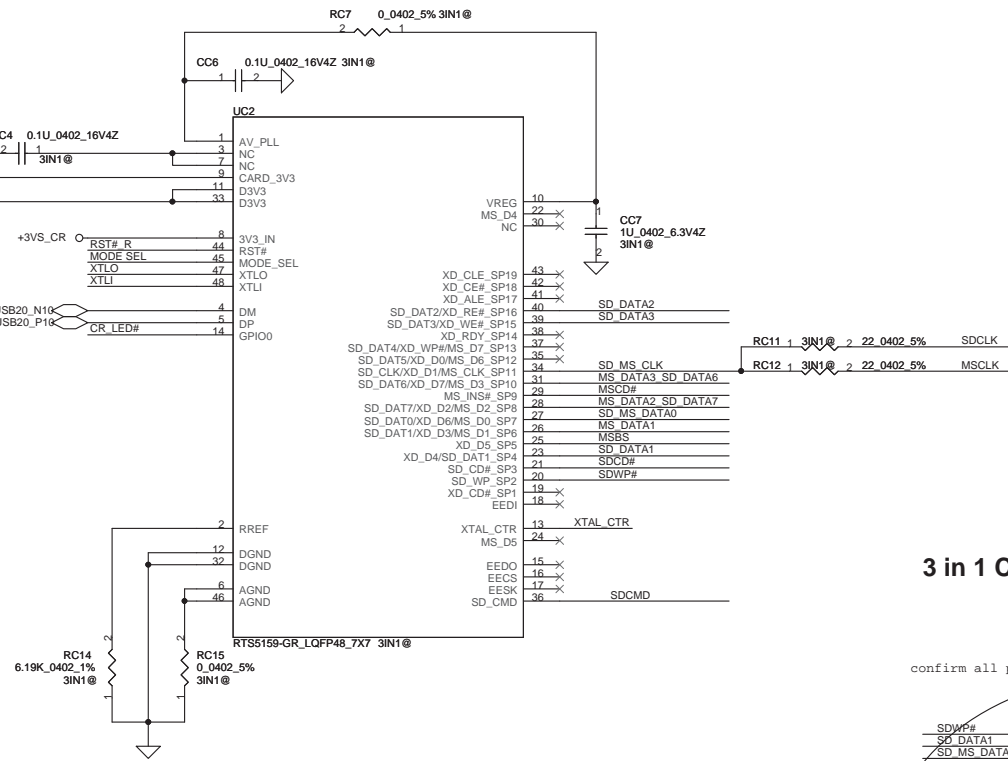 RC7 0_0402_5% 3IN1@
2 1
CC6 0.1U_0402_16V4Z 3IN1@
1 2
UC2
C4 0.1U_0402_16V4Z
2 1
3IN1@
1 AV_PLL
3 NC
7 NC
9 CARD_3V3
11 D3V3
33 D3V3
+3VS_CR 8 3V3_IN
RST#_R 44 RST#
MODE SEL 45 MODE_SEL
XTLO 47 XTLO
XTLI 48 XTLI
SB20_N10 4 DM
SB20_P10 5 DP
CR_LED# 14 GPIO0
2 RREF
12 DGND
32 DGND
6 AGND
46 AGND
VREG 10
MS_D4 22
NC 30
1
CC7
1U_0402_6.3V4Z
3IN1@
2
XD_CLE_SP19 43
XD_CE#_SP18 42
XD_ALE_SP17 41
SD_DAT2/XD_RE#_SP16 40 SD_DATA2
SD_DAT3/XD_WE#_SP15 39 SD_DATA3
XD_RDY_SP14 38
SD_DAT4/XD_WP#/MS_D7_SP13 37
SD_DAT5/XD_D0/MS_D6_SP12 35
SD_CLK/XD_D1/MS_CLK_SP11 34 SD_MS_CLK
SD_DAT6/XD_D7/MS_D3_SP10 31 MS_DATA3_SD_DATA6
MS_INS#_SP9 29 MSCD#
SD_DAT7/XD_D2/MS_D2_SP8 28 MS_DATA2_SD_DATA7
SD_DAT0/XD_D6/MS_D0_SP7 27 SD_MS_DATA0
SD_DAT1/XD_D3/MS_D1_SP6 26 MS_DATA1
XD_D5_SP5 25 MSBS
XD_D4/SD_DAT1_SP4 23 SD_DATA1
SD_CD#_SP3 21 SDCD#
SD_WP_SP2 20 SDWP#
XD_CD#_SP1 19
EEDI 18
XTAL_CTR 13 XTAL_CTR
MS_D5 24
EEDO 15
EECS 16
EESK 17
SD_CMD 36 SDCMD
RC11 1 3IN1@ 2 22_0402_5% SDCLK
RC12 1 3IN1@ 2 22_0402_5% MSCLK
RTS5159-GR_LQFP48_7X7 3IN1@
2
RC14
6.19K_0402_1%
3IN1@
1
2
RC15
0_0402_5%
3IN1@
1
3 in 1 C
confirm all p
SDWP#
SD_DATA1
SD_MS_DATA